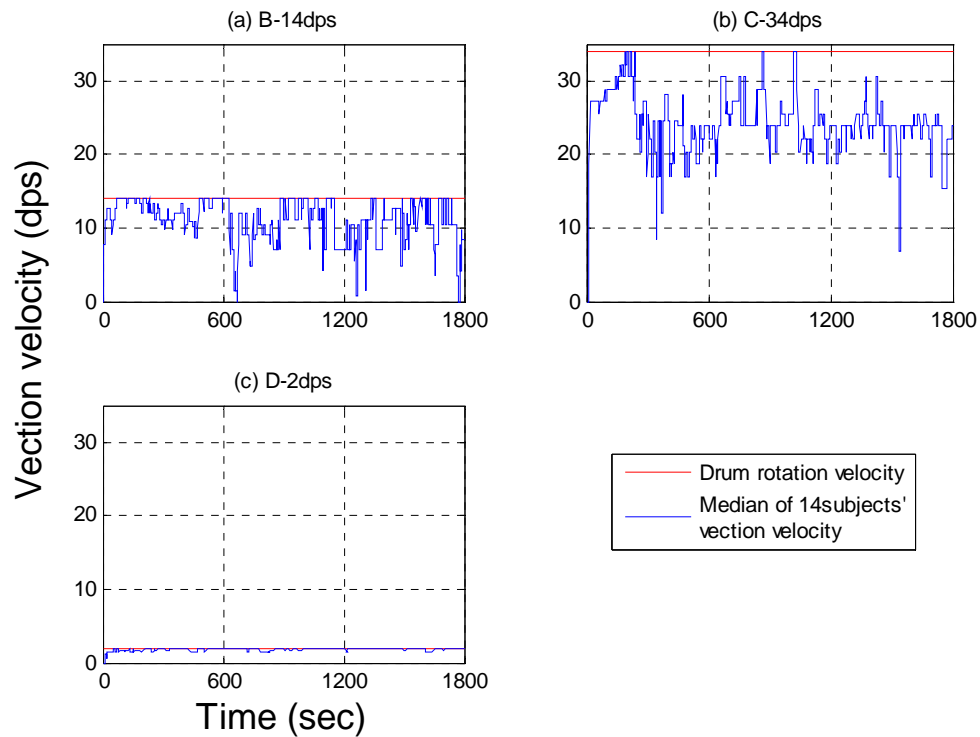 (a) B-14dps
(b) C-34dps
30
20
10
0
0 600 1200 1800
30
20
10
0
0 600 1200 1800
(c) D-2dps
30
20
10
0
0 600 1200 1800
Vection velocity (dps)
Time (sec)
Drum rotation velocity
Median of 14subjects'
vection velocity